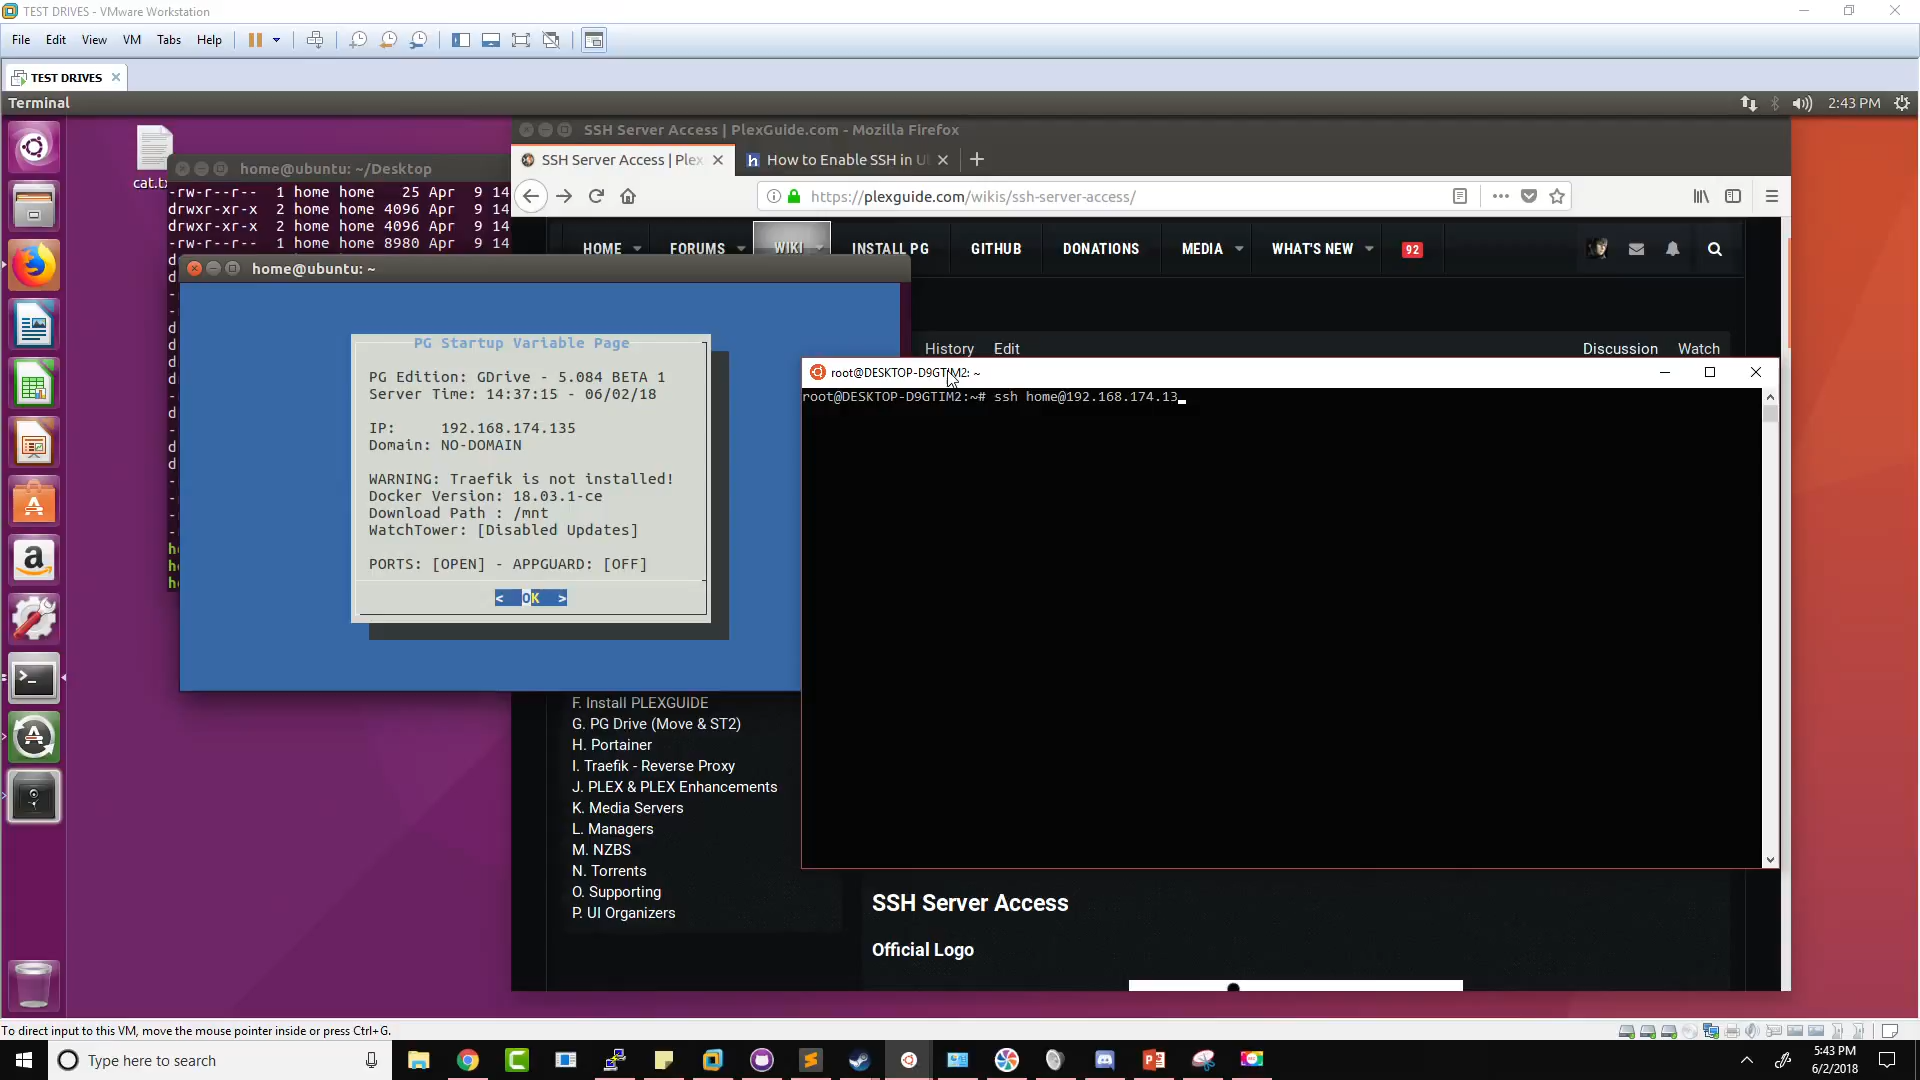 TEST DRIVES - VMware Workstation
File Edit View VM Tabs Help
TEST DRIVES
Terminal
2:43 PM
cat.tx
home@ubuntu: ~/Desktop
-rw-r--r-- 1 home home 25 Apr 9 14
drwxr-xr-x 2 home home 4096 Apr 9 14
drwxr-xr-x 2 home home 4096 Apr 9 14
-rw-r--r-- 1 home home 8980 Apr 9 14
SSH Server Access | PlexGuide.com - Mozilla Firefox
SSH Server Access | Plex
How to Enable SSH in U
https://plexguide.com/wikis/ssh-server-access/
HOME FORUMS WIKI INSTALL PG GITHUB DONATIONS MEDIA WHAT'S NEW 92
History Edit Discussion Watch
home@ubuntu: ~
PG Startup Variable Page
PG Edition: GDrive - 5.084 BETA 1
Server Time: 14:37:15 - 06/02/18
IP: 192.168.174.135
Domain: NO-DOMAIN
WARNING: Traefik is not installed!
Docker Version: 18.03.1-ce
Download Path : /mnt
WatchTower: [Disabled Updates]
PORTS: [OPEN] - APPGUARD: [OFF]
< OK >
root@DESKTOP-D9GTIM2: ~
root@DESKTOP-D9GTIM2:~# ssh home@192.168.174.13
F. Install PLEXGUIDE
G. PG Drive (Move & ST2)
H. Portainer
I. Traefik - Reverse Proxy
J. PLEX & PLEX Enhancements
K. Media Servers
L. Managers
M. NZBS
N. Torrents
O. Supporting
P. UI Organizers
SSH Server Access
Official Logo
To direct input to this VM, move the mouse pointer inside or press Ctrl+G.
Type here to search
5:43 PM
6/2/2018